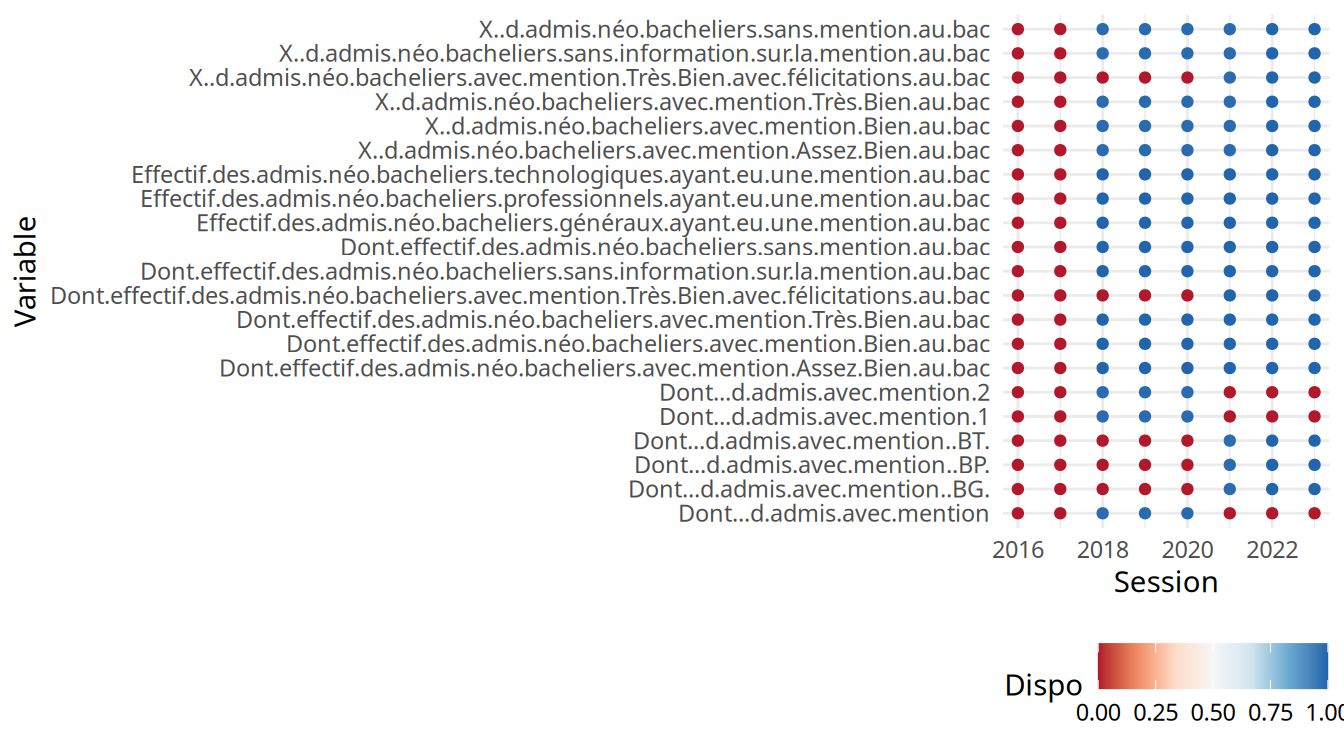 X..d.admis.néo.bacheliers.sans.mention.au.bac
X..d.admis.néo.bacheliers.sans.information.sur.la.mention.au.bac
X..d.admis.néo.bacheliers.avec.mention.Très.Bien.avec.félicitations.au.bac
X..d.admis.néo.bacheliers.avec.mention.Très.Bien.au.bac
X..d.admis.néo.bacheliers.avec.mention.Bien.au.bac
X..d.admis.néo.bacheliers.avec.mention.Assez.Bien.au.bac
Effectif.des.admis.néo.bacheliers.technologiques.ayant.eu.une.mention.au.bac
Effectif.des.admis.néo.bacheliers.professionnels.ayant.eu.une.mention.au.bac
Effectif.des.admis.néo.bacheliers.généraux.ayant.eu.une.mention.au.bac
Dont.effectif.des.admis.néo.bacheliers.sans.mention.au.bac
Dont.effectif.des.admis.néo.bacheliers.sans.information.sur.la.mention.au.bac
Dont.effectif.des.admis.néo.bacheliers.avec.mention.Très.Bien.avec.félicitations.au.bac
Dont.effectif.des.admis.néo.bacheliers.avec.mention.Très.Bien.au.bac
Dont.effectif.des.admis.néo.bacheliers.avec.mention.Bien.au.bac
Dont.effectif.des.admis.néo.bacheliers.avec.mention.Assez.Bien.au.bac
Dont...d.admis.avec.mention.2
Dont...d.admis.avec.mention.1
Dont...d.admis.avec.mention..BT.
Dont...d.admis.avec.mention..BP.
Dont...d.admis.avec.mention..BG.
Dont...d.admis.avec.mention
Variable
2016 2018 2020 2022
Session
Dispo
0.00 0.25 0.50 0.75 1.00